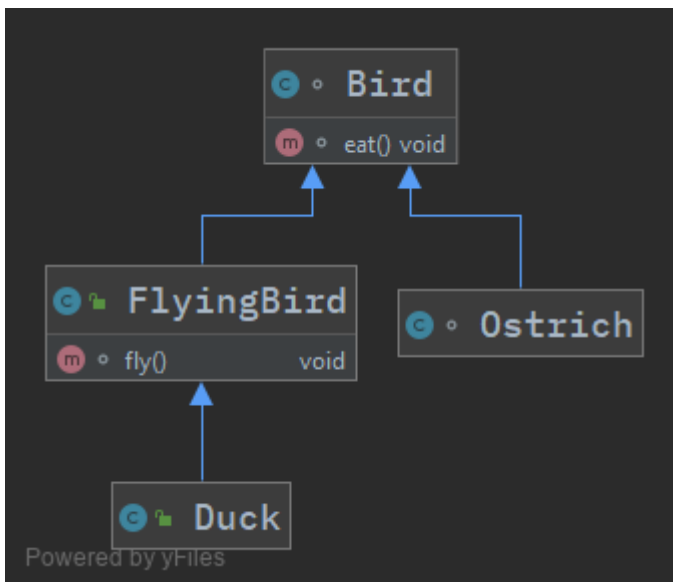 Bird
eat() void
FlyingBird
fly() void
Ostrich
Duck
Powered by yFiles